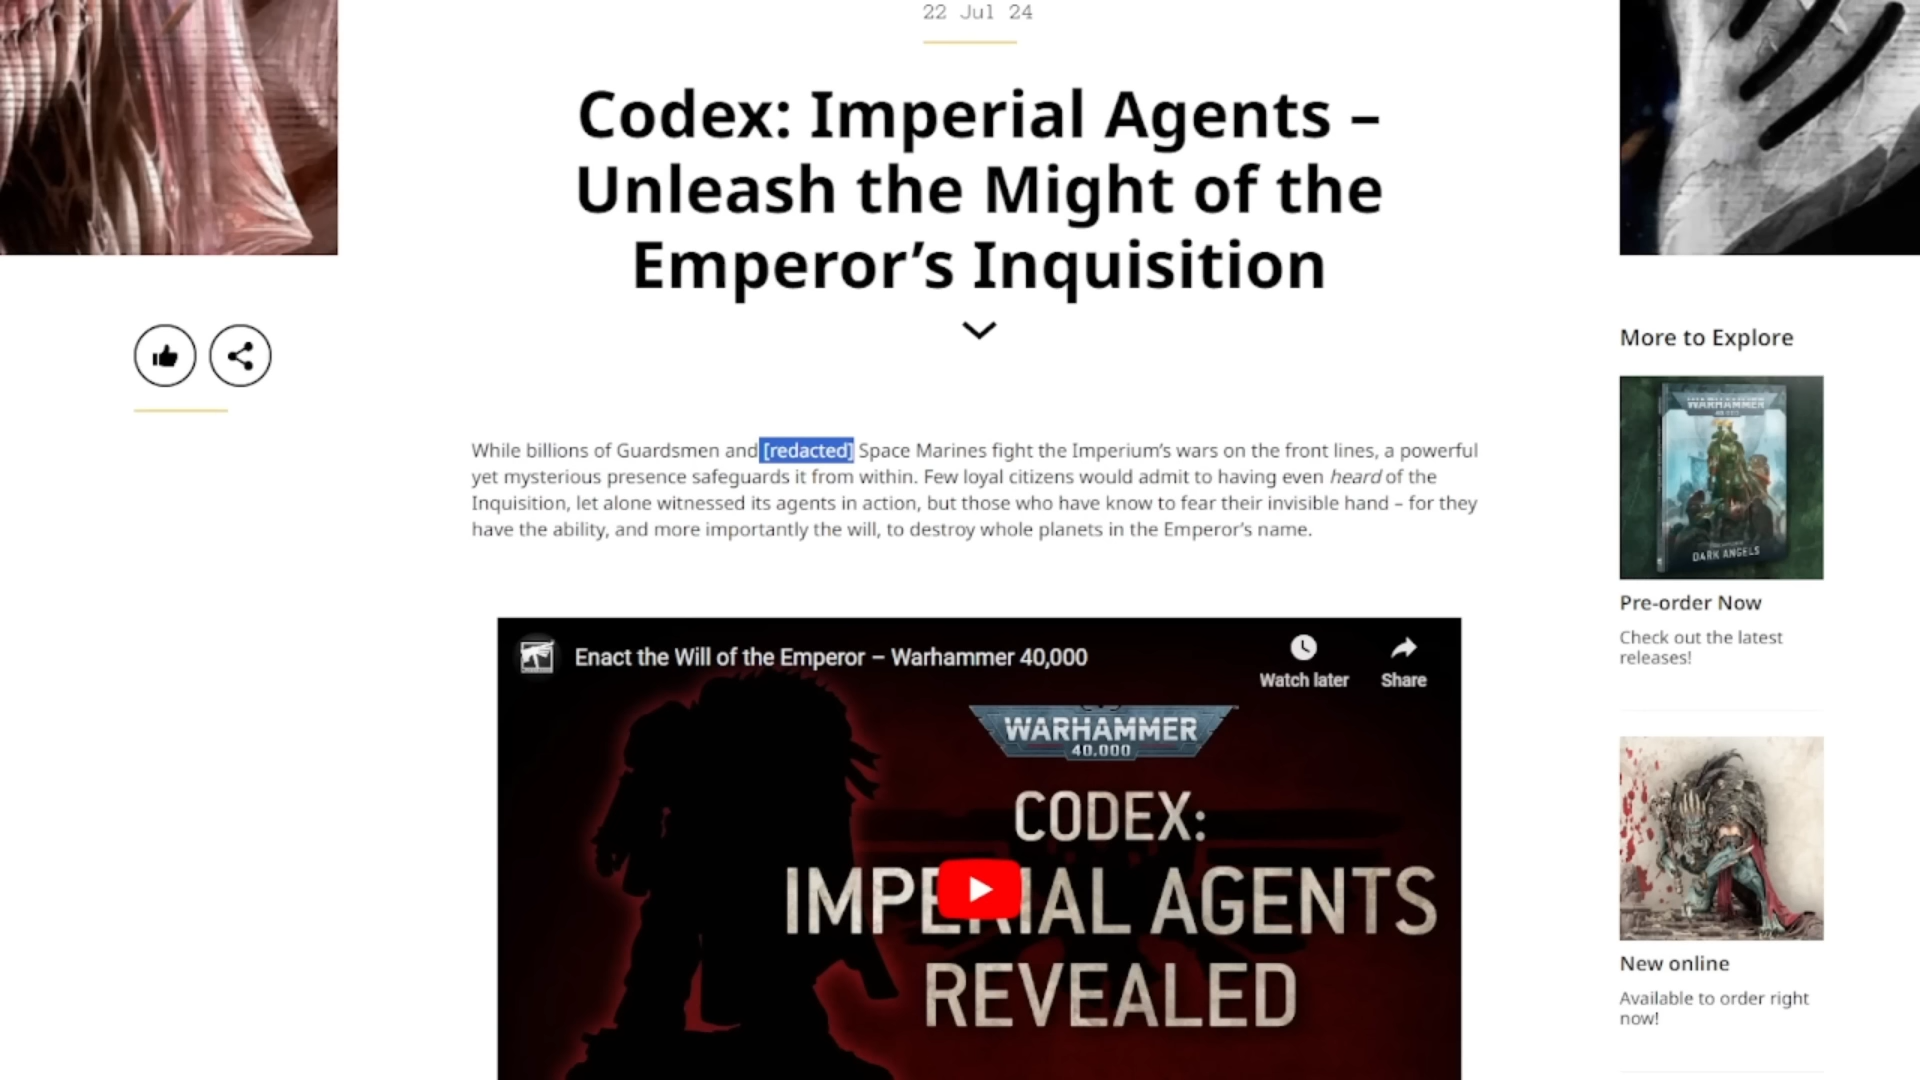 22 Jul 24
Codex: Imperial Agents –
Unleash the Might of the
Emperor’s Inquisition
While billions of Guardsmen and [redacted] Space Marines fight the Imperium’s wars on the front lines, a powerful
yet mysterious presence safeguards it from within. Few loyal citizens would admit to having even heard of the
Inquisition, let alone witnessed its agents in action, but those who have know to fear their invisible hand – for they
have the ability, and more importantly the will, to destroy whole planets in the Emperor’s name.
Enact the Will of the Emperor – Warhammer 40,000
Watch later
Share
WARHAMMER
40,000
CODEX:
IMPERIAL AGENTS
REVEALED
More to Explore
WARHAMMER
40,000
DARK ANGELS
Pre-order Now
Check out the latest
releases!
New online
Available to order right
now!